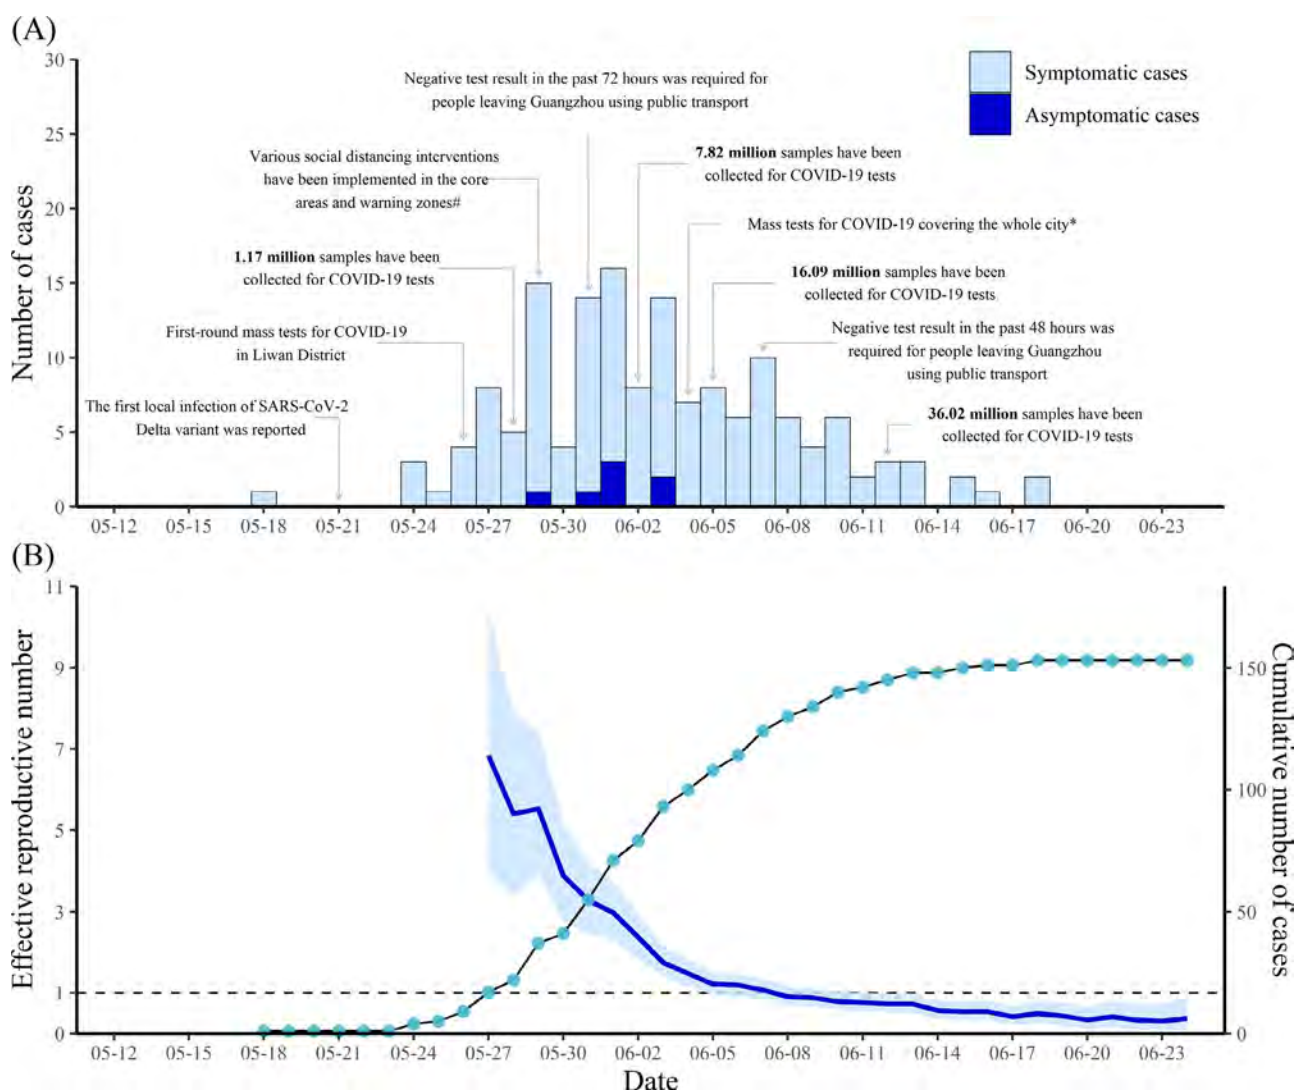 (A)
Number of cases
30
25
20
15
10
5
0
Symptomatic cases
Asymptomatic cases
Negative test result in the past 72 hours was required for
people leaving Guangzhou using public transport
Various social distancing interventions
have been implemented in the core
areas and warning zones#
7.82 million samples have been
collected for COVID-19 tests
Mass tests for COVID-19 covering the whole city*
1.17 million samples have been
collected for COVID-19 tests
16.09 million samples have been
collected for COVID-19 tests
First-round mass tests for COVID-19
in Liwan District
Negative test result in the past 48 hours was
required for people leaving Guangzhou
using public transport
The first local infection of SARS-CoV-2
Delta variant was reported
36.02 million samples have been
collected for COVID-19 tests
05-12 05-15 05-18 05-21 05-24 05-27 05-30 06-02 06-05 06-08 06-11 06-14 06-17 06-20 06-23
(B)
Effective reproductive number
11
9
7
5
3
1
0
Cumulative number of cases
150
100
50
0
05-12 05-15 05-18 05-21 05-24 05-27 05-30 06-02 06-05 06-08 06-11 06-14 06-17 06-20 06-23
Date